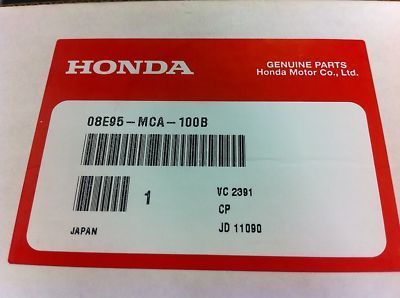 HONDA
GENUINE PARTS
Honda Motor Co., Ltd.
08E95-MCA-100B
1
VC 2391
CP
JD 11090
JAPAN